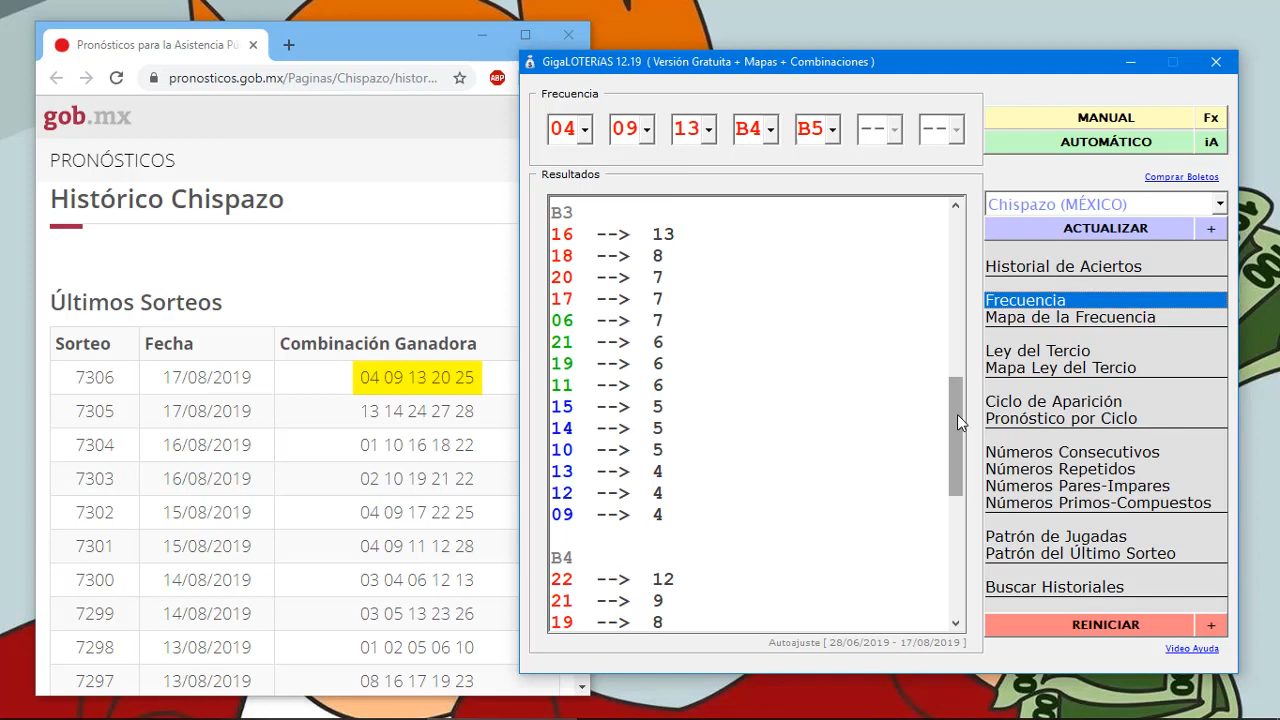 Pronósticos para la Asistencia Pú
pronosticos.gob.mx/Paginas/Chispazo/histor...
ABP
gob.mx
PRONÓSTICOS
Histórico Chispazo
Últimos Sorteos
Sorteo Fecha Combinación Ganadora
7306 17/08/2019 04 09 13 20 25
7305 17/08/2019 13 14 24 27 28
7304 16/08/2019 01 10 16 18 22
7303 16/08/2019 02 10 19 21 22
7302 15/08/2019 04 09 17 22 25
7301 15/08/2019 04 09 11 12 28
7300 14/08/2019 03 04 06 12 13
7299 14/08/2019 03 05 13 23 26
7298 13/08/2019 01 02 05 06 10
7297 13/08/2019 08 16 17 19 23
GigaLOTERíAS 12.19 ( Versión Gratuita + Mapas + Combinaciones )
Frecuencia
04 09 13 B4 B5 -- --
Resultados
B3
16 --> 13
18 --> 8
20 --> 7
17 --> 7
06 --> 7
21 --> 6
19 --> 6
11 --> 6
15 --> 5
14 --> 5
10 --> 5
13 --> 4
12 --> 4
09 --> 4
B4
22 --> 12
21 --> 9
19 --> 8
Autoajuste [ 28/06/2019 - 17/08/2019 ]
MANUAL Fx
AUTOMÁTICO iA
Comprar Boletos
Chispazo (MÉXICO)
ACTUALIZAR +
Historial de Aciertos
Frecuencia
Mapa de la Frecuencia
Ley del Tercio
Mapa Ley del Tercio
Ciclo de Aparición
Pronóstico por Ciclo
Números Consecutivos
Números Repetidos
Números Pares-Impares
Números Primos-Compuestos
Patrón de Jugadas
Patrón del Último Sorteo
Buscar Historiales
REINICIAR +
Video Ayuda